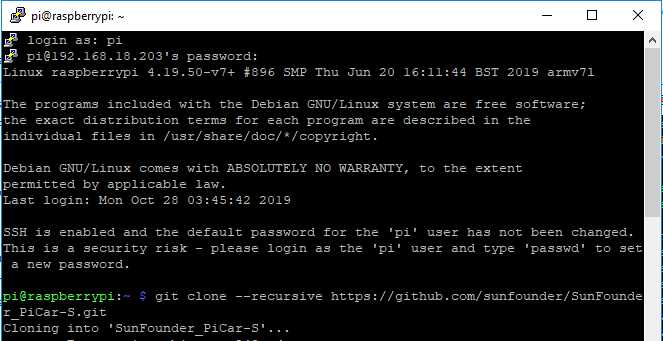 pi@raspberrypi: ~
login as: pi
pi@192.168.18.203's password:
Linux raspberrypi 4.19.50-v7+ #896 SMP Thu Jun 20 16:11:44 BST 2019 armv7l
The programs included with the Debian GNU/Linux system are free software;
the exact distribution terms for each program are described in the
individual files in /usr/share/doc/*/copyright.
Debian GNU/Linux comes with ABSOLUTELY NO WARRANTY, to the extent
permitted by applicable law.
Last login: Mon Oct 28 03:45:42 2019
SSH is enabled and the default password for the 'pi' user has not been changed.
This is a security risk - please login as the 'pi' user and type 'passwd' to set
 a new password.
pi@raspberrypi:~ $ git clone --recursive https://github.com/sunfounder/SunFounde
r_PiCar-S.git
Cloning into 'SunFounder_PiCar-S'...